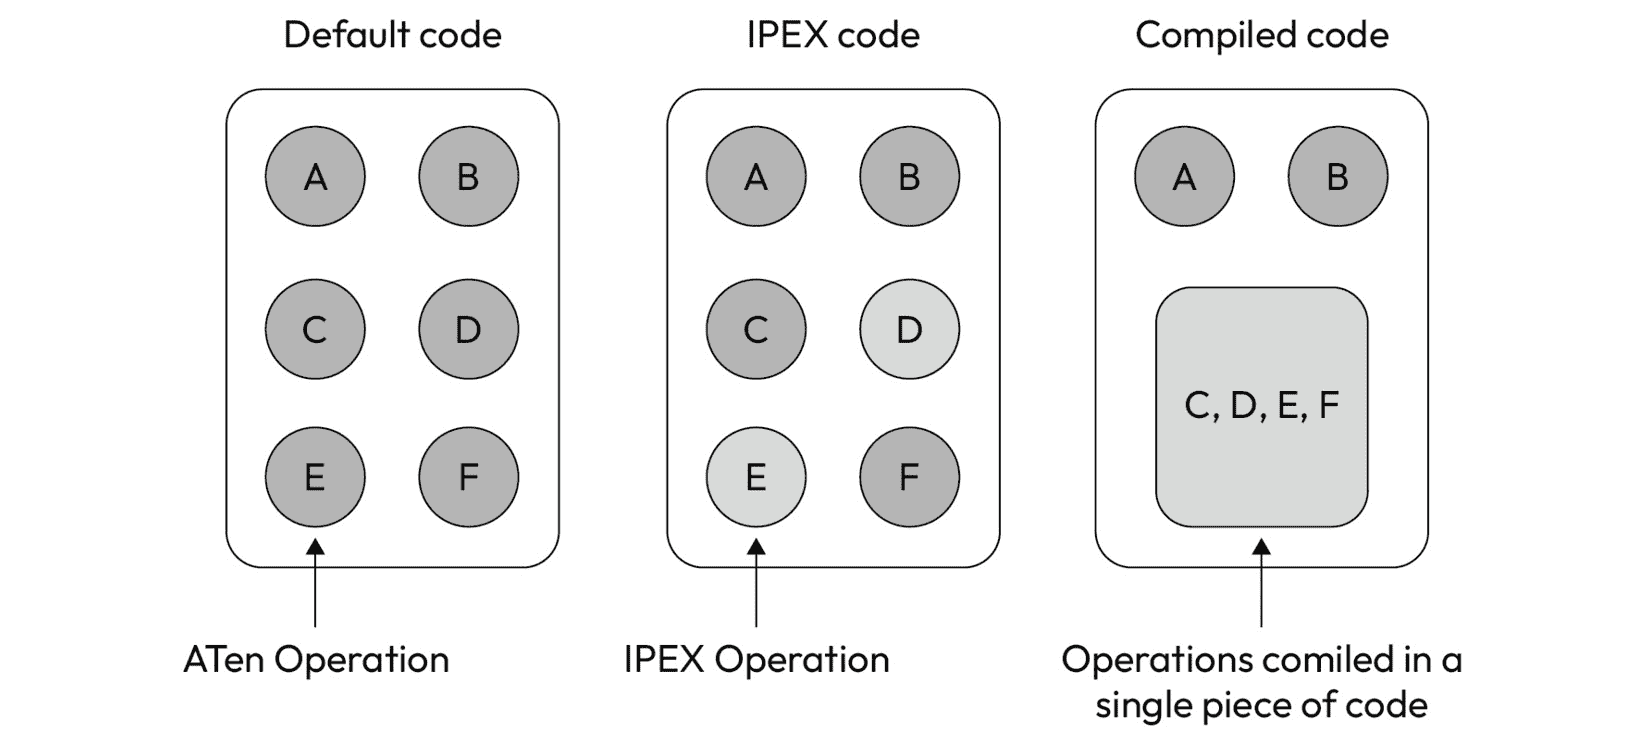 Default code
IPEX code
Compiled code
A
B
A
B
A
B
C
D
C
D
C, D, E, F
E
F
E
F
ATen Operation
IPEX Operation
Operations comiled in a
single piece of code